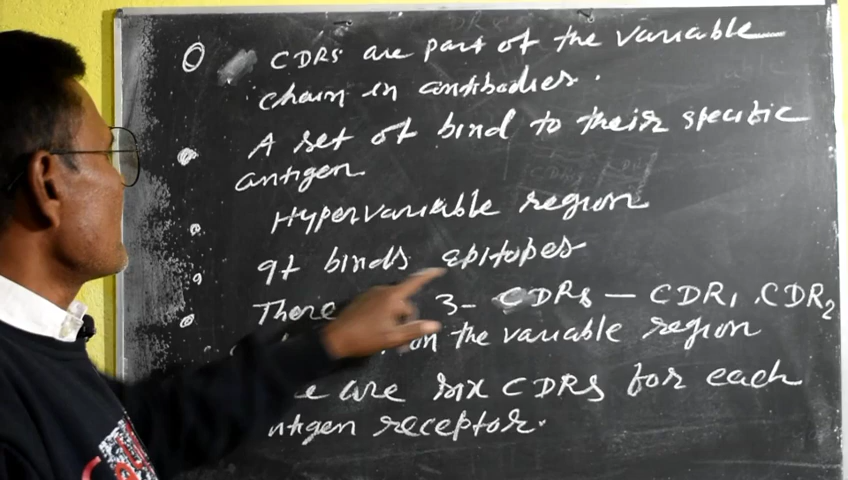 CDRs are part of the variable
chain in antibodies.
A set of bind to their specific
antigen.
Hypervariable region
It binds epitopes
There 3- CDRs — CDR1, CDR2
on the variable region
are six CDRs for each
receptor.